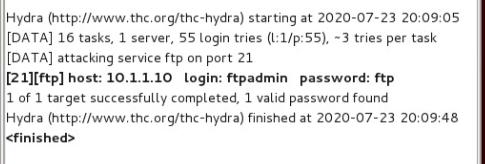 Hydra (http://www.thc.org/thc-hydra) starting at 2020-07-23 20:09:05
[DATA] 16 tasks, 1 server, 55 login tries (l:1/p:55), ~3 tries per task
[DATA] attacking service ftp on port 21
[21][ftp] host: 10.1.1.10 login: ftpadmin password: ftp
1 of 1 target successfully completed, 1 valid password found
Hydra (http://www.thc.org/thc-hydra) finished at 2020-07-23 20:09:48
<finished>